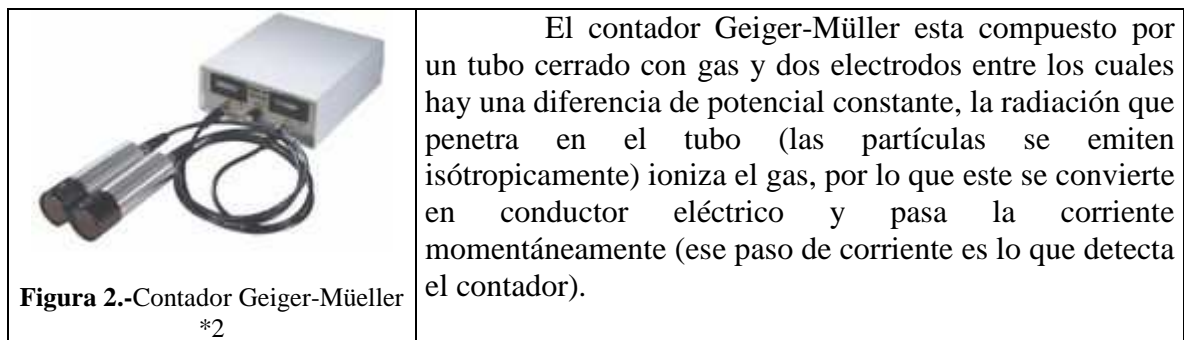 El contador Geiger-Müller esta compuesto por
un tubo cerrado con gas y dos electrodos entre los cuales
hay una diferencia de potencial constante, la radiación que
penetra en el tubo (las partículas se emiten
isótropicamente) ioniza el gas, por lo que este se convierte
en conductor eléctrico y pasa la corriente
momentáneamente (ese paso de corriente es lo que detecta
el contador).
Figura 2.-Contador Geiger-Müeller
*2